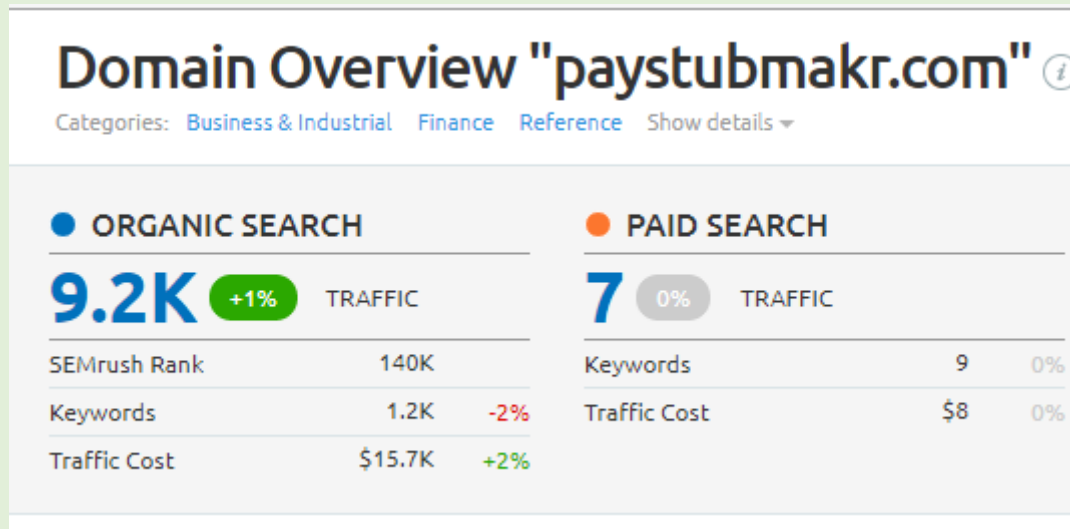 Domain Overview "paystubmakr.com" i
Categories: Business & Industrial Finance Reference Show details
ORGANIC SEARCH
9.2K +1% TRAFFIC
SEMrush Rank 140K
Keywords 1.2K -2%
Traffic Cost $15.7K +2%
PAID SEARCH
7 0% TRAFFIC
Keywords 9 0%
Traffic Cost $8 0%